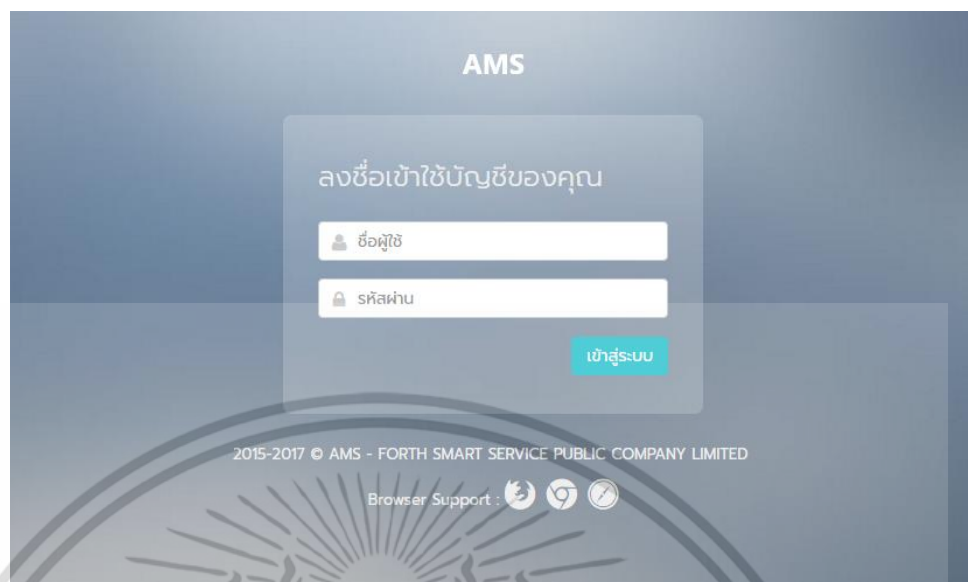 AMS
ลงชื่อเข้าใช้บัญชีของคุณ
ชื่อผู้ใช้
รหัสผ่าน
เข้าสู่ระบบ
2015-2017 © AMS - FORTH SMART SERVICE PUBLIC COMPANY LIMITED
Browser Support :